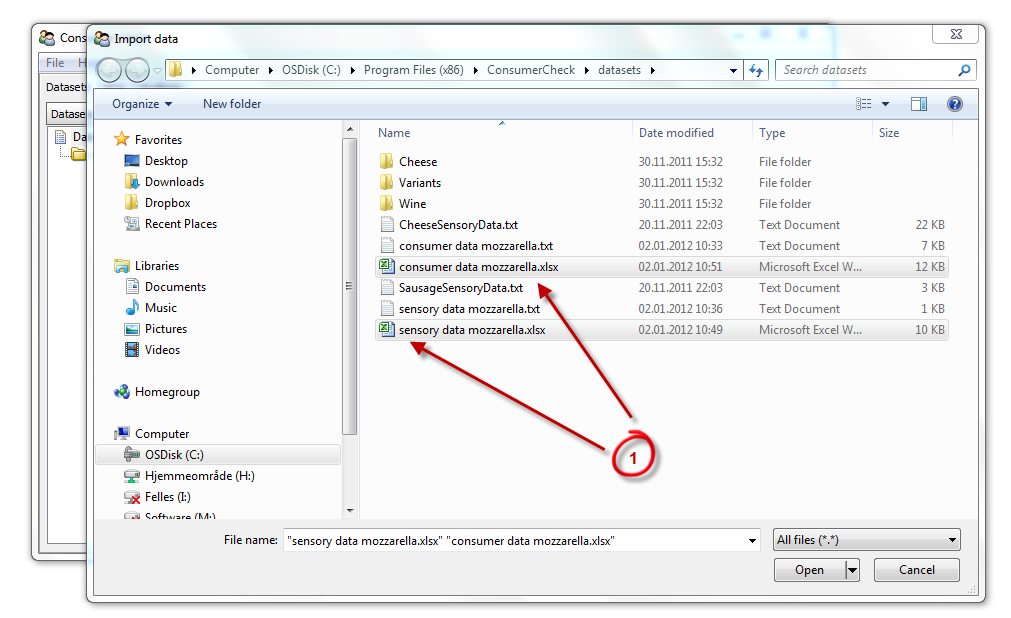 Cons
Import data
File H
Computer OSDisk (C:) Program Files (x86) ConsumerCheck datasets
Search datasets
Datasets
Organize New folder
Datase
Da
Favorites
Desktop
Downloads
Dropbox
Recent Places
Libraries
Documents
Music
Pictures
Videos
Homegroup
Computer
OSDisk (C:)
Hjemmeområde (H:)
Felles (I:)
Software (M:)
Name Date modified Type Size
Cheese 30.11.2011 15:32 File folder
Variants 30.11.2011 15:32 File folder
Wine 30.11.2011 15:32 File folder
CheeseSensoryData.txt 20.11.2011 22:03 Text Document 22 KB
consumer data mozzarella.txt 02.01.2012 10:33 Text Document 7 KB
consumer data mozzarella.xlsx 02.01.2012 10:51 Microsoft Excel W... 12 KB
SausageSensoryData.txt 20.11.2011 22:03 Text Document 3 KB
sensory data mozzarella.txt 02.01.2012 10:36 Text Document 1 KB
sensory data mozzarella.xlsx 02.01.2012 10:49 Microsoft Excel W... 10 KB
1
File name: "sensory data mozzarella.xlsx" "consumer data mozzarella.xlsx" All files (*.*)
Open Cancel